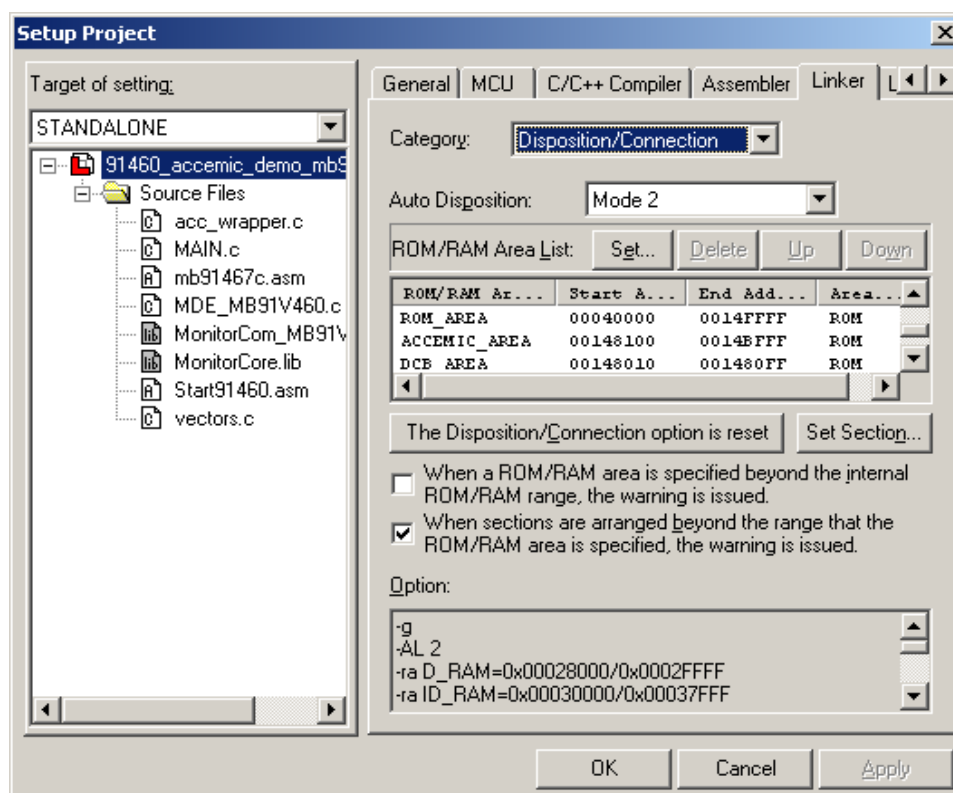 Setup Project
Target of setting:
STANDALONE
91460_accemic_demo_mb9
Source Files
acc_wrapper.c
MAIN.c
mb91467c.asm
MDE_MB91V460.c
MonitorCom_MB91V
MonitorCore.lib
Start91460.asm
vectors.c
General MCU C/C++ Compiler Assembler Linker L
Category: Disposition/Connection
Auto Disposition: Mode 2
ROM/RAM Area List: Set... Delete Up Down
ROM/RAM Ar... Start A... End Add... Area...
ROM_AREA 00040000 0014FFFF ROM
ACCEMIC_AREA 00148100 0014BFFF ROM
DCB_AREA 00148010 001480FF ROM
The Disposition/Connection option is reset Set Section...
When a ROM/RAM area is specified beyond the internal
ROM/RAM range, the warning is issued.
When sections are arranged beyond the range that the
ROM/RAM area is specified, the warning is issued.
Option:
-g
-AL 2
-ra D_RAM=0x00028000/0x0002FFFF
-ra ID_RAM=0x00030000/0x00037FFF
OK Cancel Apply